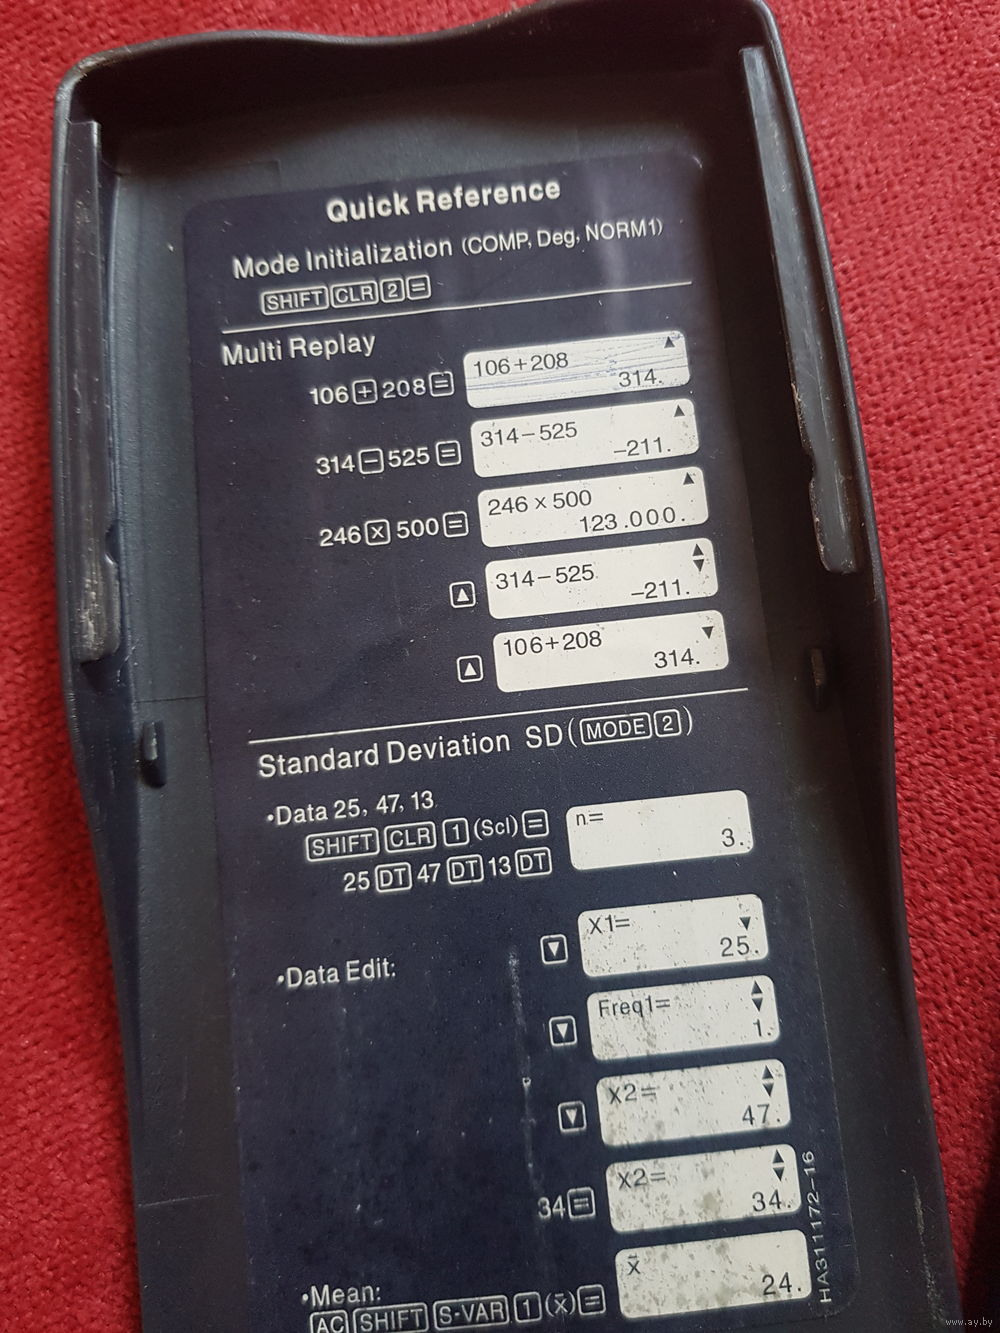 Quick Reference
Mode Initialization (COMP, Deg, NORM1)
SHIFT CLR 2 =
Multi Replay
106 + 208 =
106+208 ▲
314.
314 − 525 =
314−525 ▲
−211.
246 × 500 =
246×500 ▲
123.000.
▲
314−525 ▲▼
−211.
▲
106+208 ▼
314.
Standard Deviation SD (MODE 2)
•Data 25, 47, 13
SHIFT CLR 1 (Scl) =
25 DT 47 DT 13 DT
n=
3.
•Data Edit:
▼
X1= ▼
25.
▼
Freq1= ▲▼
1.
▼
X2= ▲▼
47.
34 =
X2= ▲▼
34.
•Mean:
AC SHIFT S-VAR 1 (x̄) =
x̄
24.
HA311172-16
www.ay.by